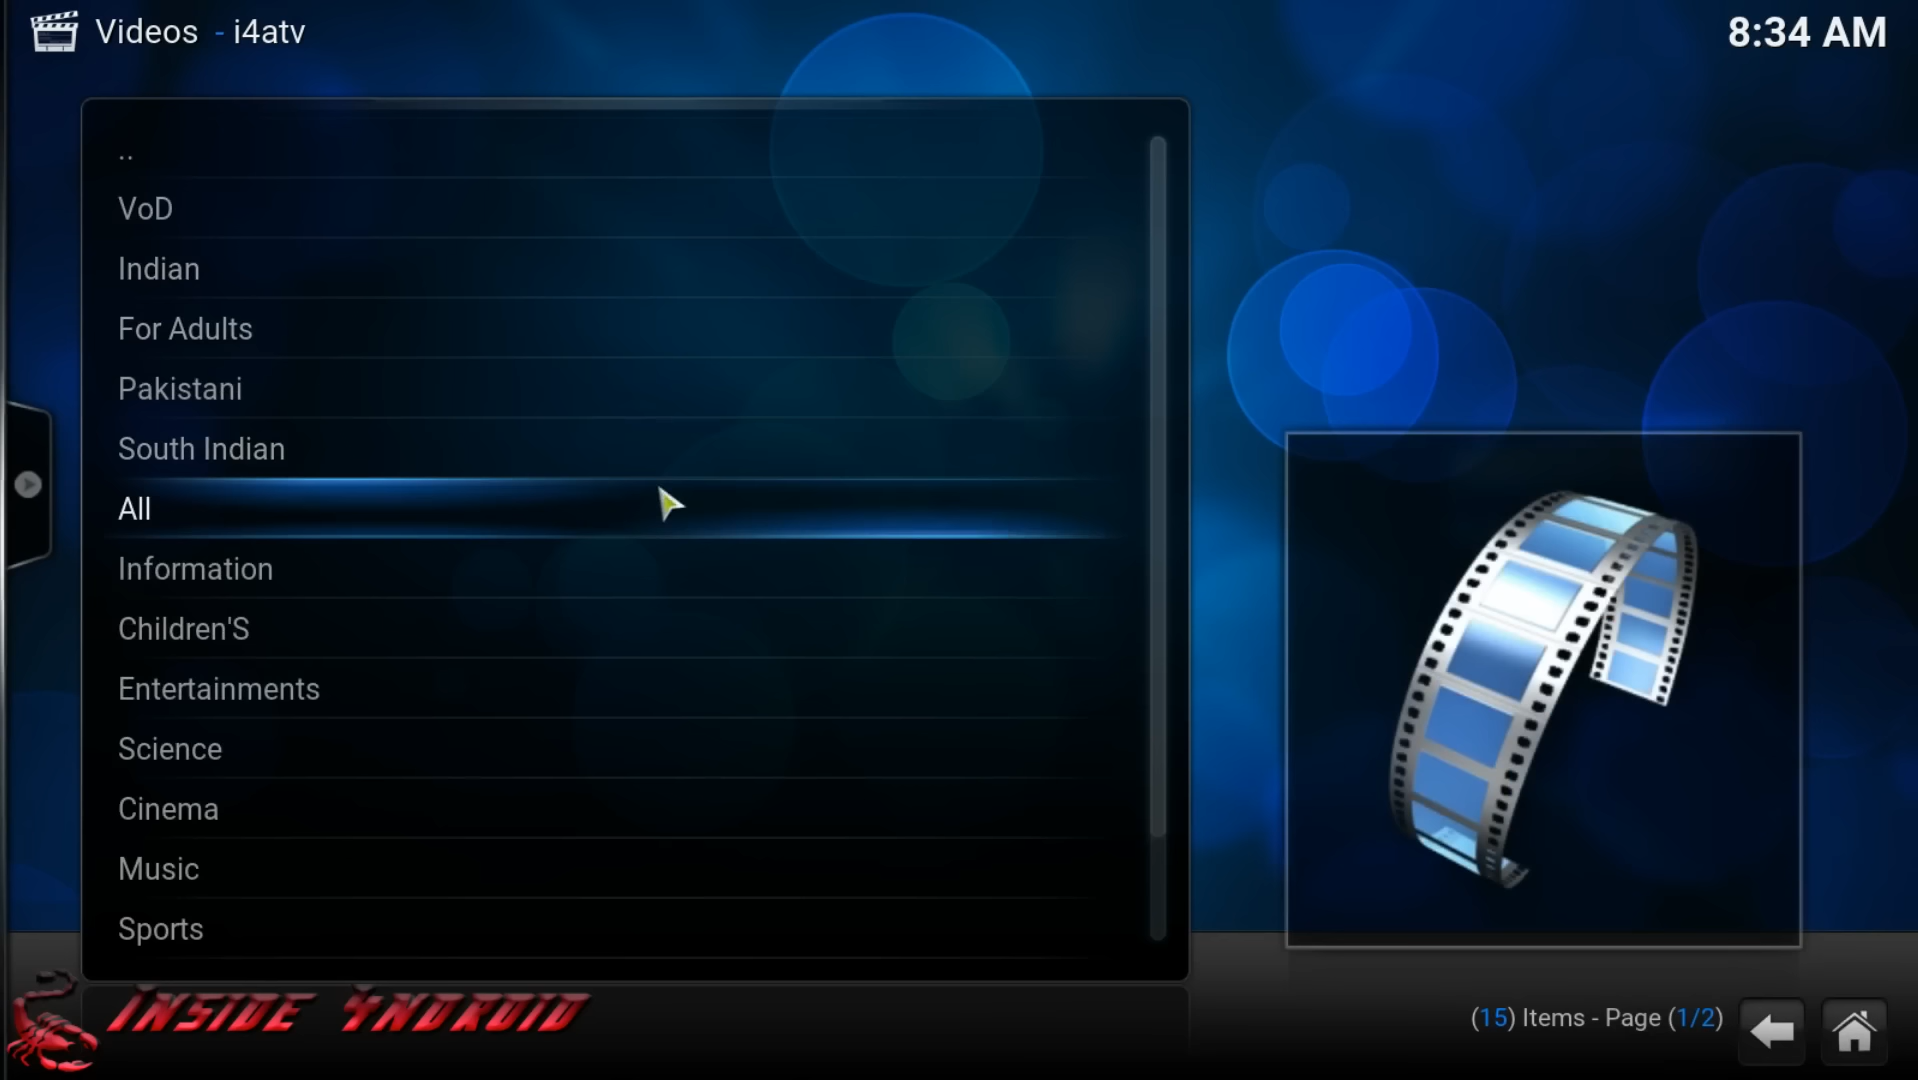 Videos - i4atv
8:34 AM
..
VoD
Indian
For Adults
Pakistani
South Indian
All
Information
Children'S
Entertainments
Science
Cinema
Music
Sports
INSIDE 4NDROID
(15) Items - Page (1/2)